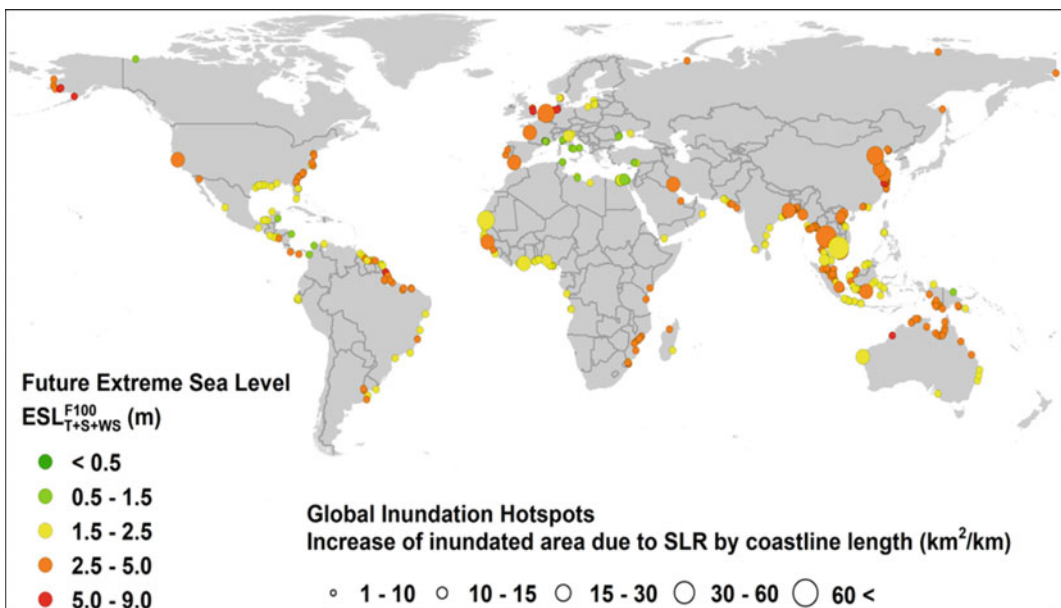 Future Extreme Sea Level
ESL F100 T+S+WS (m)
< 0.5
0.5 - 1.5
1.5 - 2.5
2.5 - 5.0
5.0 - 9.0
Global Inundation Hotspots
Increase of inundated area due to SLR by coastline length (km²/km)
1 - 10 10 - 15 15 - 30 30 - 60 60 <